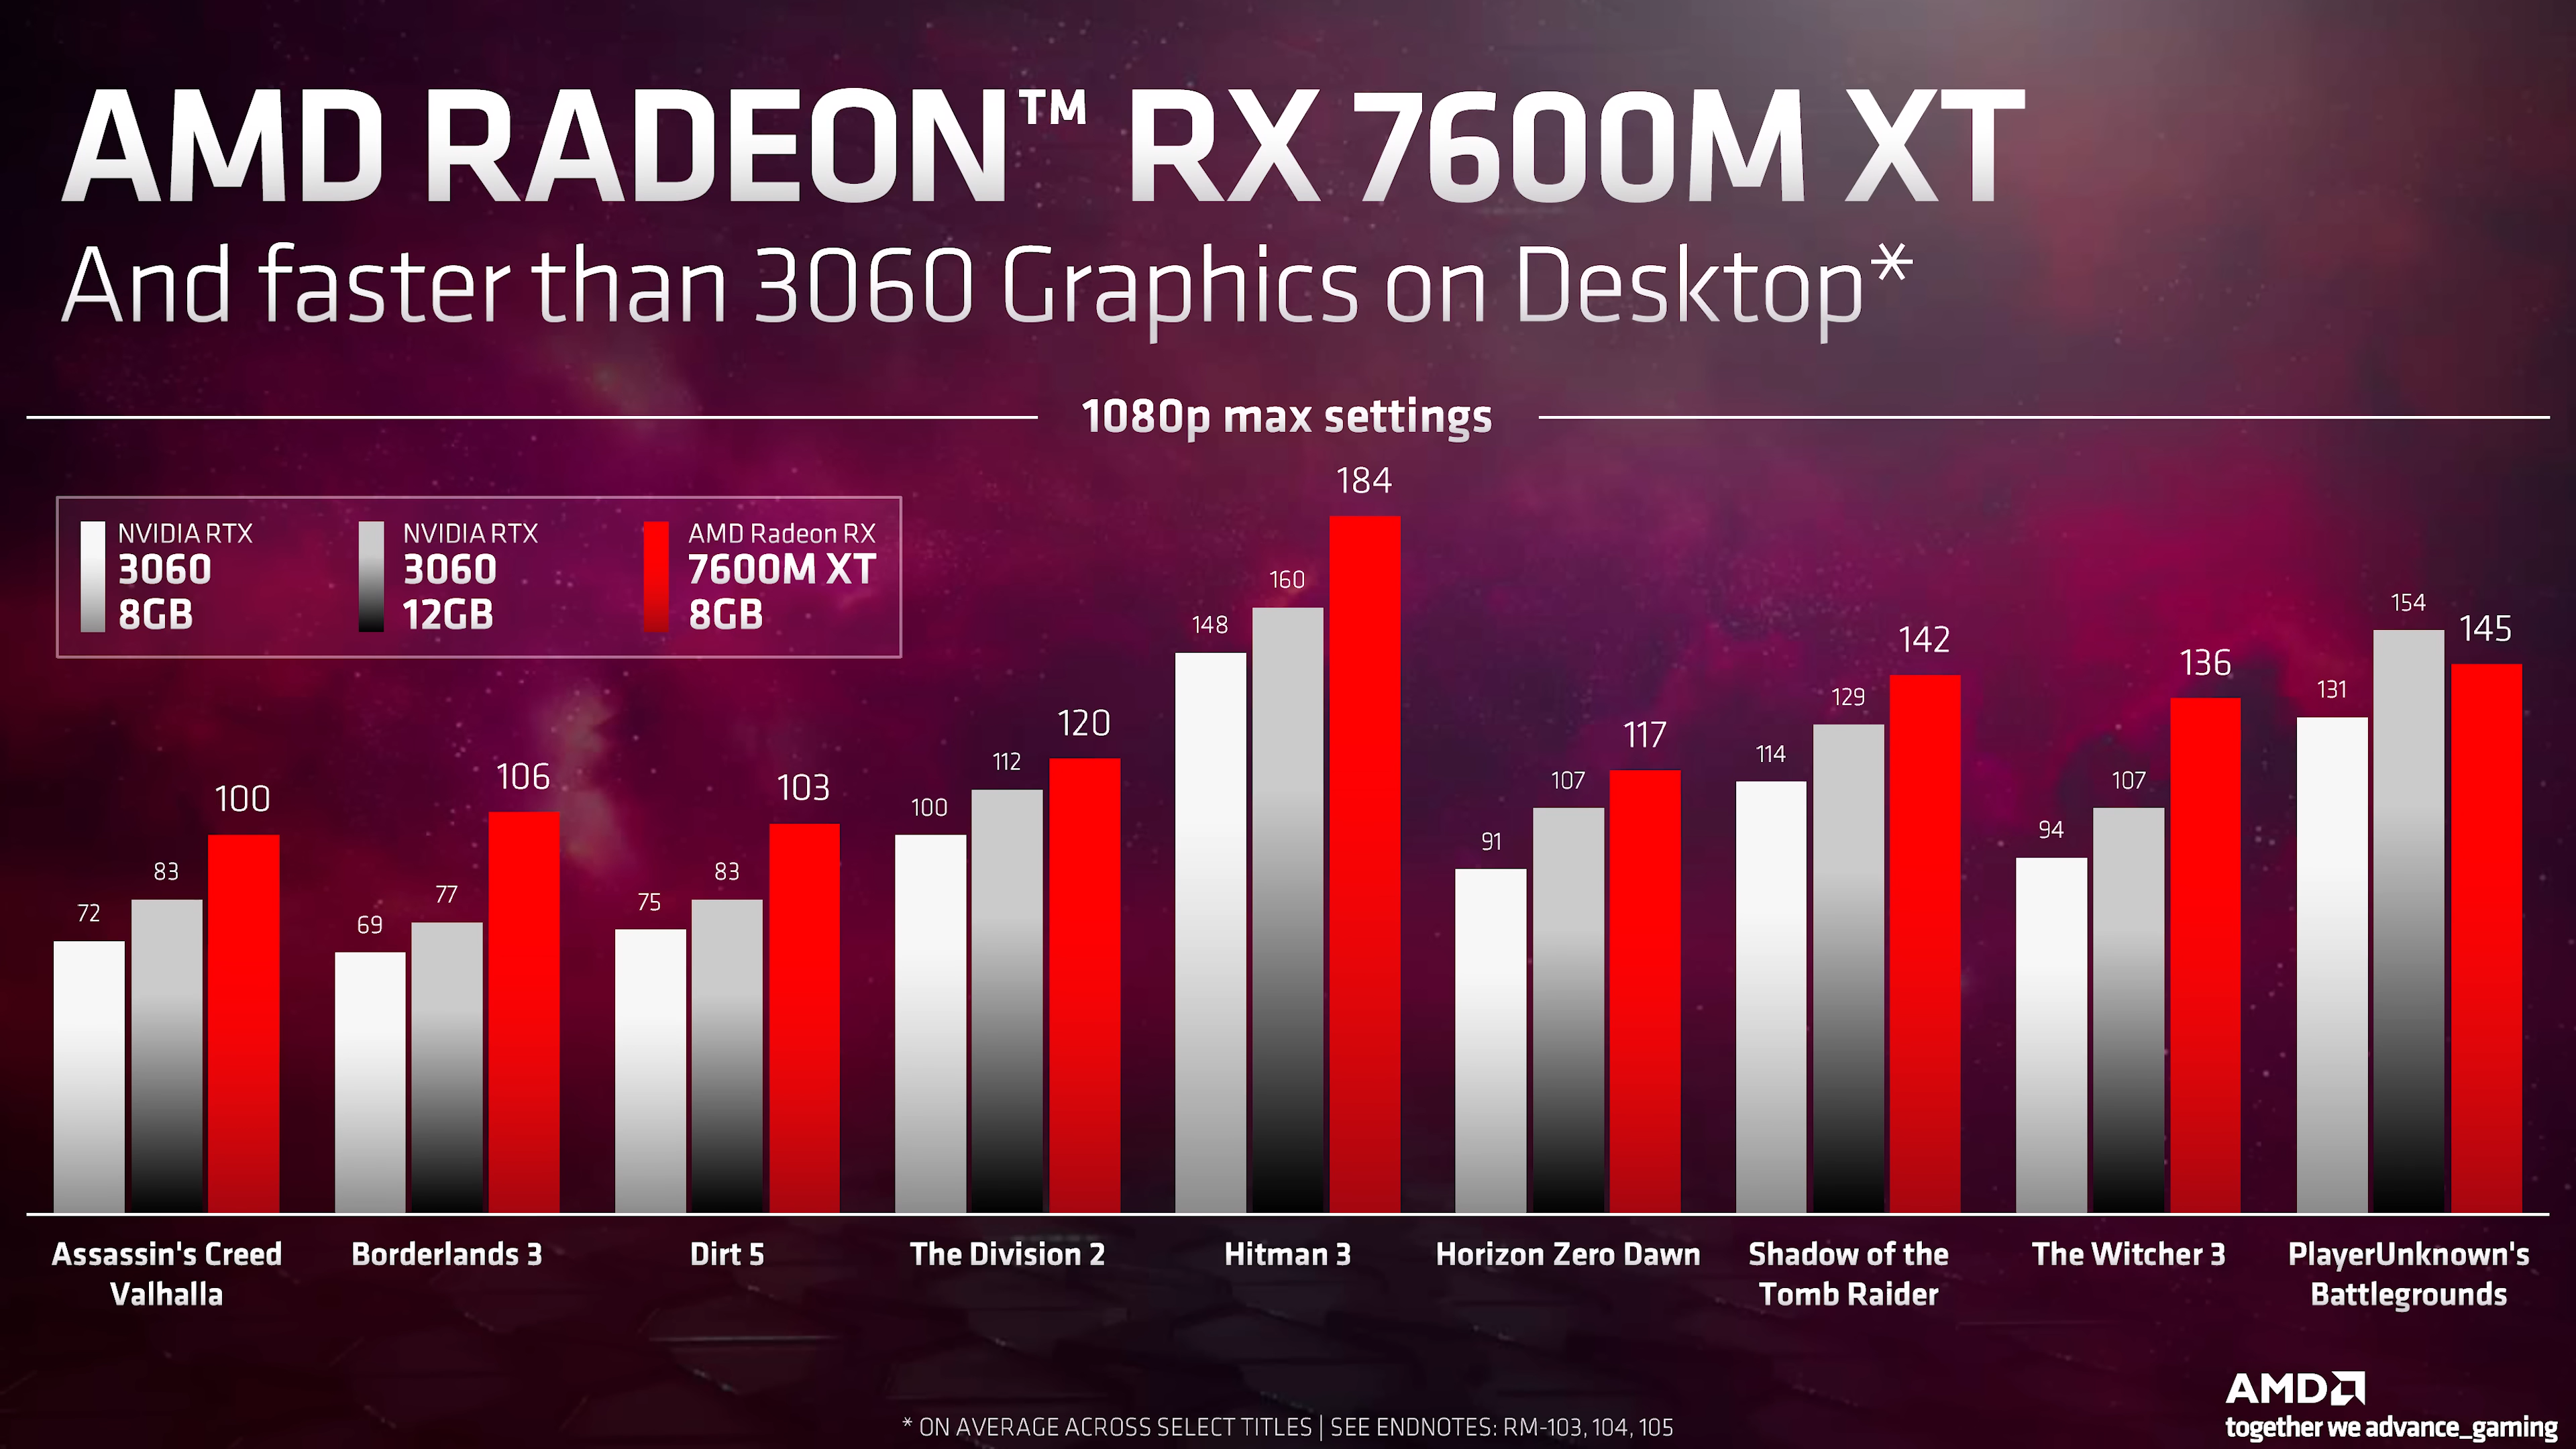 AMD RADEON™ RX 7600M XT
And faster than 3060 Graphics on Desktop*
1080p max settings
NVIDIA RTX
3060
8GB
NVIDIA RTX
3060
12GB
AMD Radeon RX
7600M XT
8GB
72
83
100
69
77
106
75
83
103
100
112
120
148
160
184
91
107
117
114
129
142
94
107
136
131
154
145
Assassin's Creed
Valhalla
Borderlands 3
Dirt 5
The Division 2
Hitman 3
Horizon Zero Dawn
Shadow of the
Tomb Raider
The Witcher 3
PlayerUnknown's
Battlegrounds
* ON AVERAGE ACROSS SELECT TITLES | SEE ENDNOTES: RM-103, 104, 105
AMD
together we advance_gaming